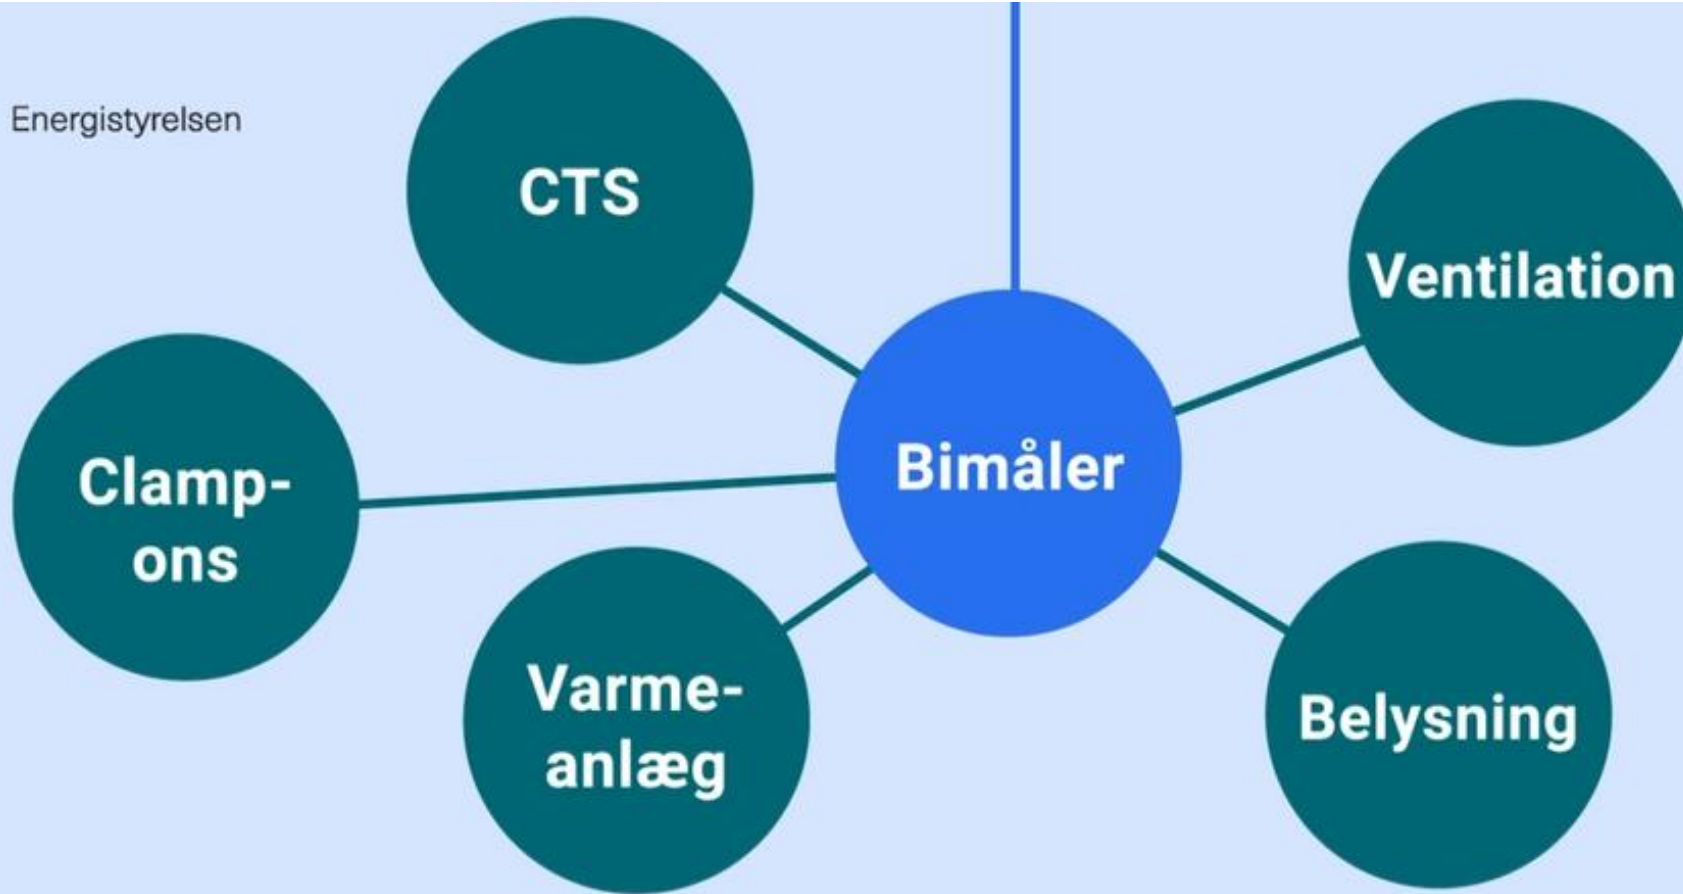 Energistyrelsen
CTS
Ventilation
Bimåler
Clamp-
ons
Varme-
anlæg
Belysning